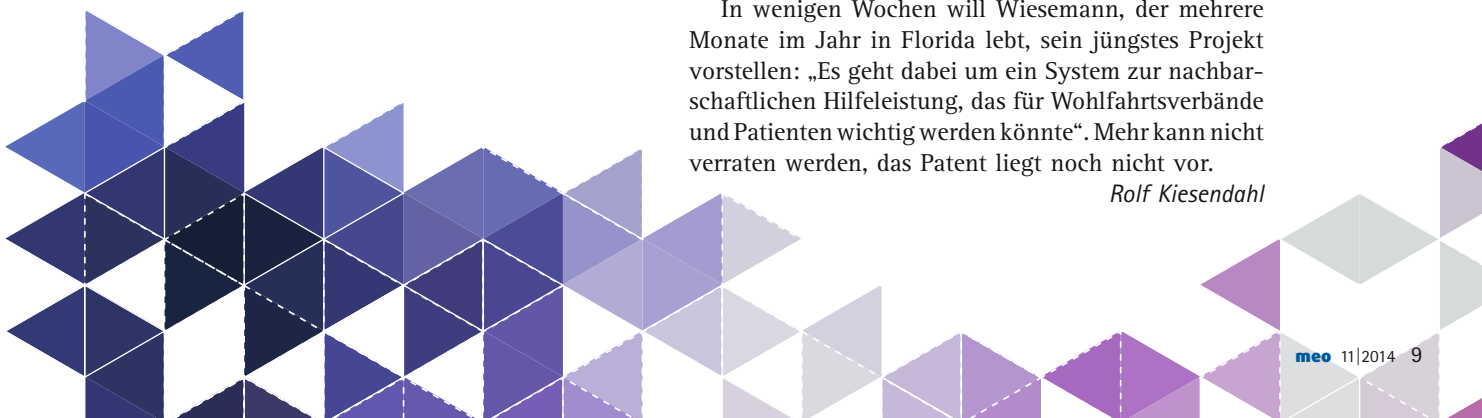 In wenigen Wochen will Wiesemann, der mehrere
Monate im Jahr in Florida lebt, sein jüngstes Projekt
vorstellen: „Es geht dabei um ein System zur nachbar-
schaftlichen Hilfeleistung, das für Wohlfahrtsverbände
und Patienten wichtig werden könnte“. Mehr kann nicht
verraten werden, das Patent liegt noch nicht vor.
Rolf Kiesendahl
meo 11|2014 9